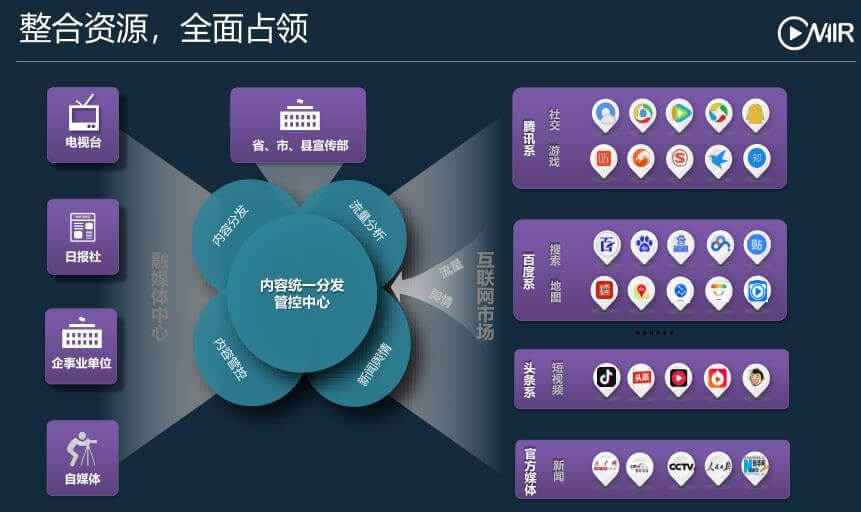 整合资源，全面占领
ONAIR
电视台
省、市、县宣传部
日报社
企事业单位
自媒体
融媒体中心
内容分发
流量分析
内容统一分发
管控中心
内容管控
新闻舆情
流量
舆情
互联网市场
腾讯系
社交
游戏
听
S
知
百度系
搜索
地图
贴
......
头条系
短视频
头条
官方媒体
新闻
CCTV
人民日报